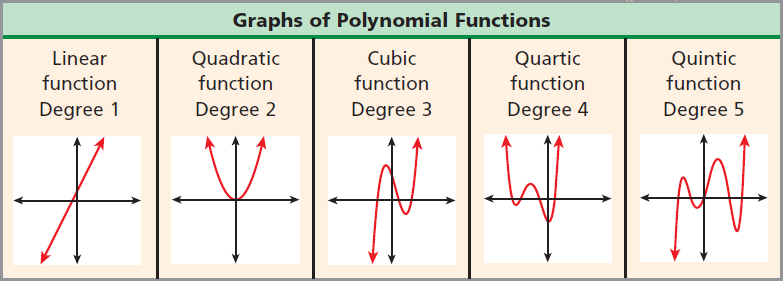 Graphs of Polynomial Functions
Linear
function
Degree 1
Quadratic
function
Degree 2
Cubic
function
Degree 3
Quartic
function
Degree 4
Quintic
function
Degree 5